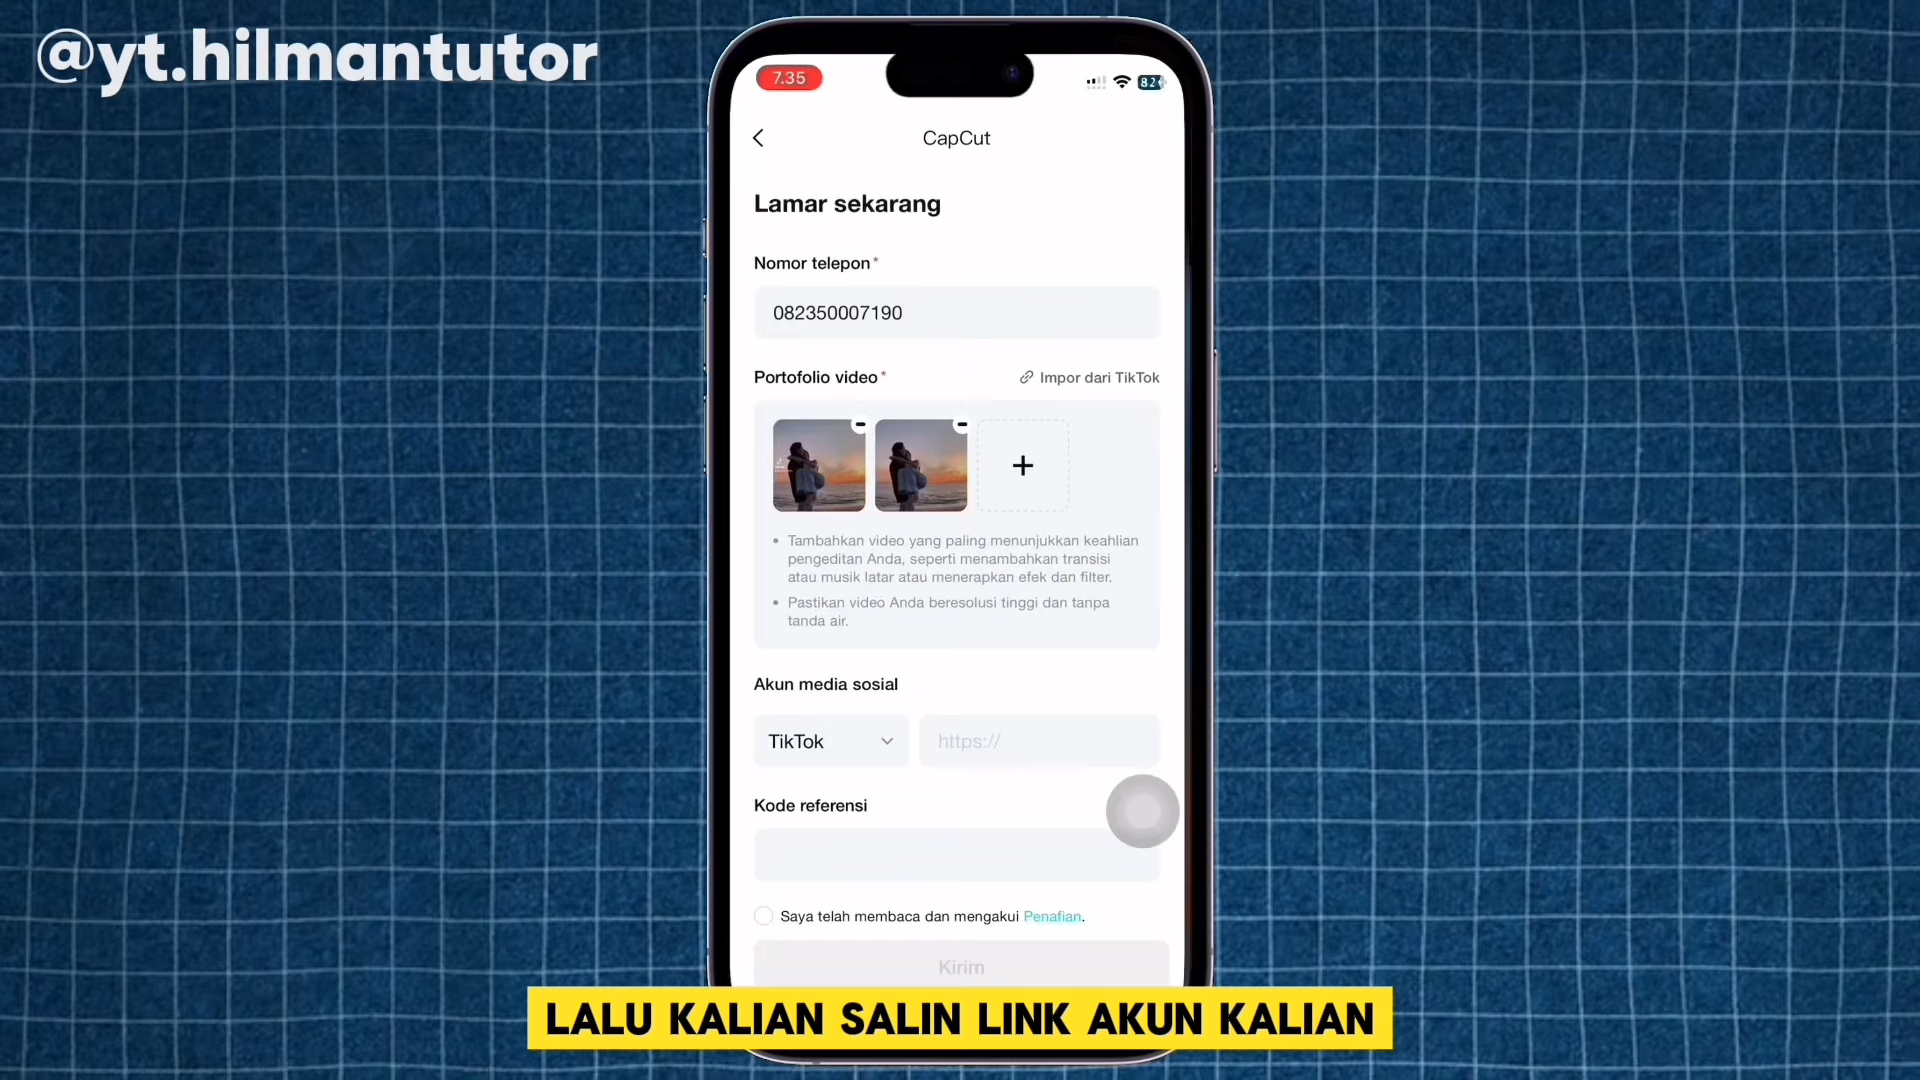 @yt.hilmantutor
7.35
82
CapCut
Lamar sekarang
Nomor telepon*
082350007190
Portofolio video*
Impor dari TikTok
+
• Tambahkan video yang paling menunjukkan keahlian
pengeditan Anda, seperti menambahkan transisi
atau musik latar atau menerapkan efek dan filter.
• Pastikan video Anda beresolusi tinggi dan tanpa
tanda air.
Akun media sosial
TikTok
https://
Kode referensi
Saya telah membaca dan mengakui Penafian.
Kirim
LALU KALIAN SALIN LINK AKUN KALIAN